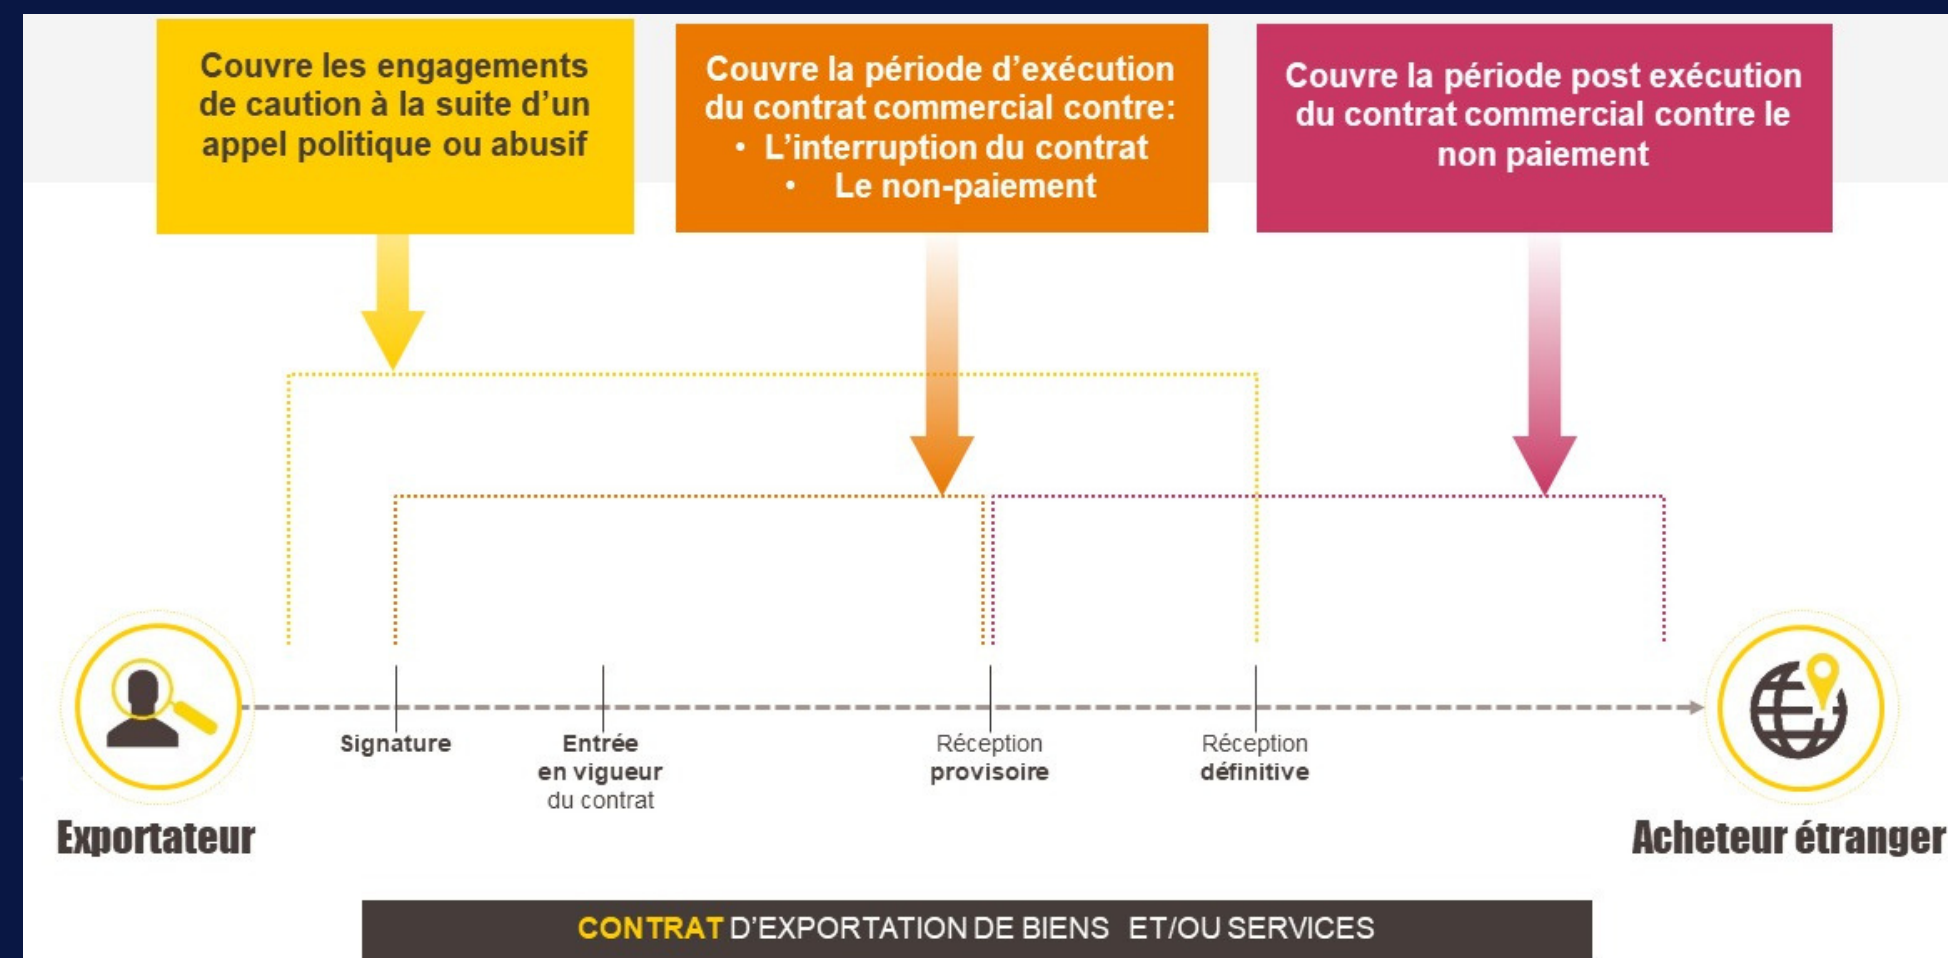 Couvre les engagements
de caution à la suite d'un
appel politique ou abusif
Couvre la période d'exécution
du contrat commercial contre:
• L'interruption du contrat
• Le non-paiement
Couvre la période post exécution
du contrat commercial contre le
non paiement
Signature
Entrée
en vigueur
du contrat
Réception
provisoire
Réception
définitive
Exportateur
Acheteur étranger
CONTRAT D'EXPORTATION DE BIENS ET/OU SERVICES